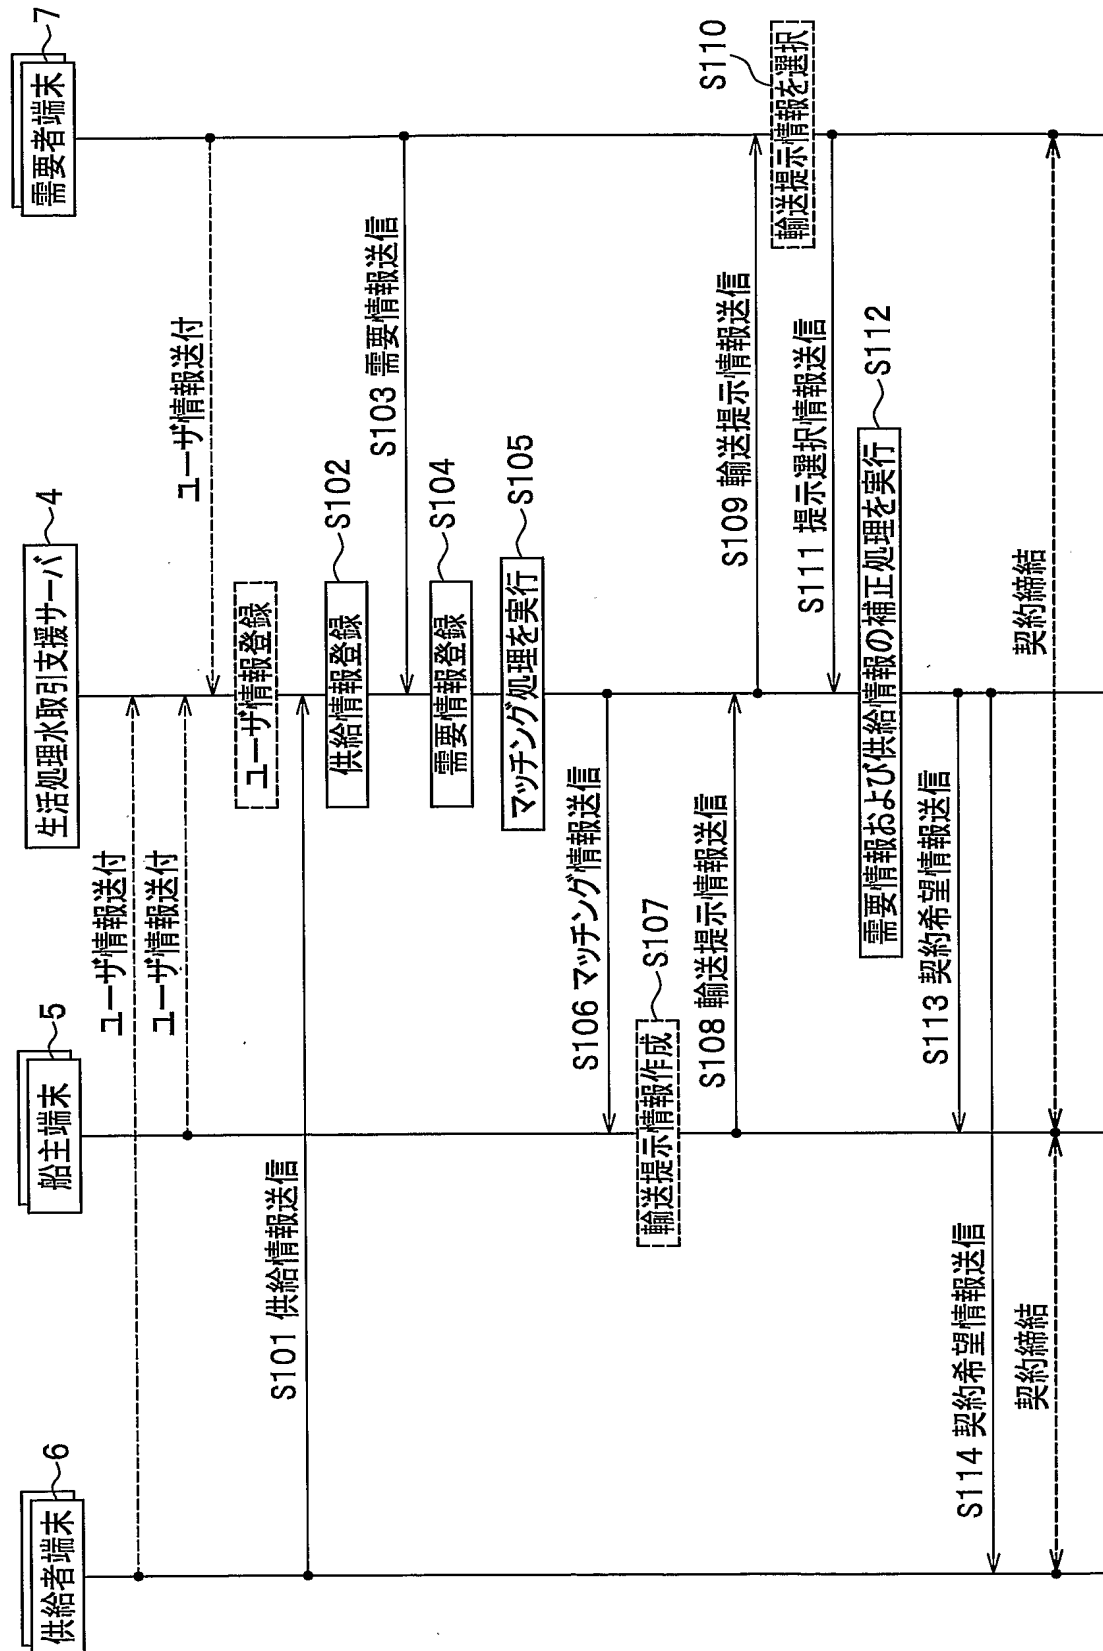 供給者端末 6
船主端末 5
生活処理水取引支援サーバ 4
需要者端末 7
ユーザ情報送付
ユーザ情報送付
ユーザ情報送付
ユーザ情報登録
S101 供給情報送信
供給情報登録 S102
S103 需要情報送信
需要情報登録 S104
マッチング処理を実行 S105
S106 マッチング情報送信
輸送提示情報作成 S107
S108 輸送提示情報送信
S109 輸送提示情報送信
輸送提示情報を選択 S110
S111 提示選択情報送信
需要情報および供給情報の補正処理を実行 S112
S113 契約希望情報送信
S114 契約希望情報送信
契約締結
契約締結